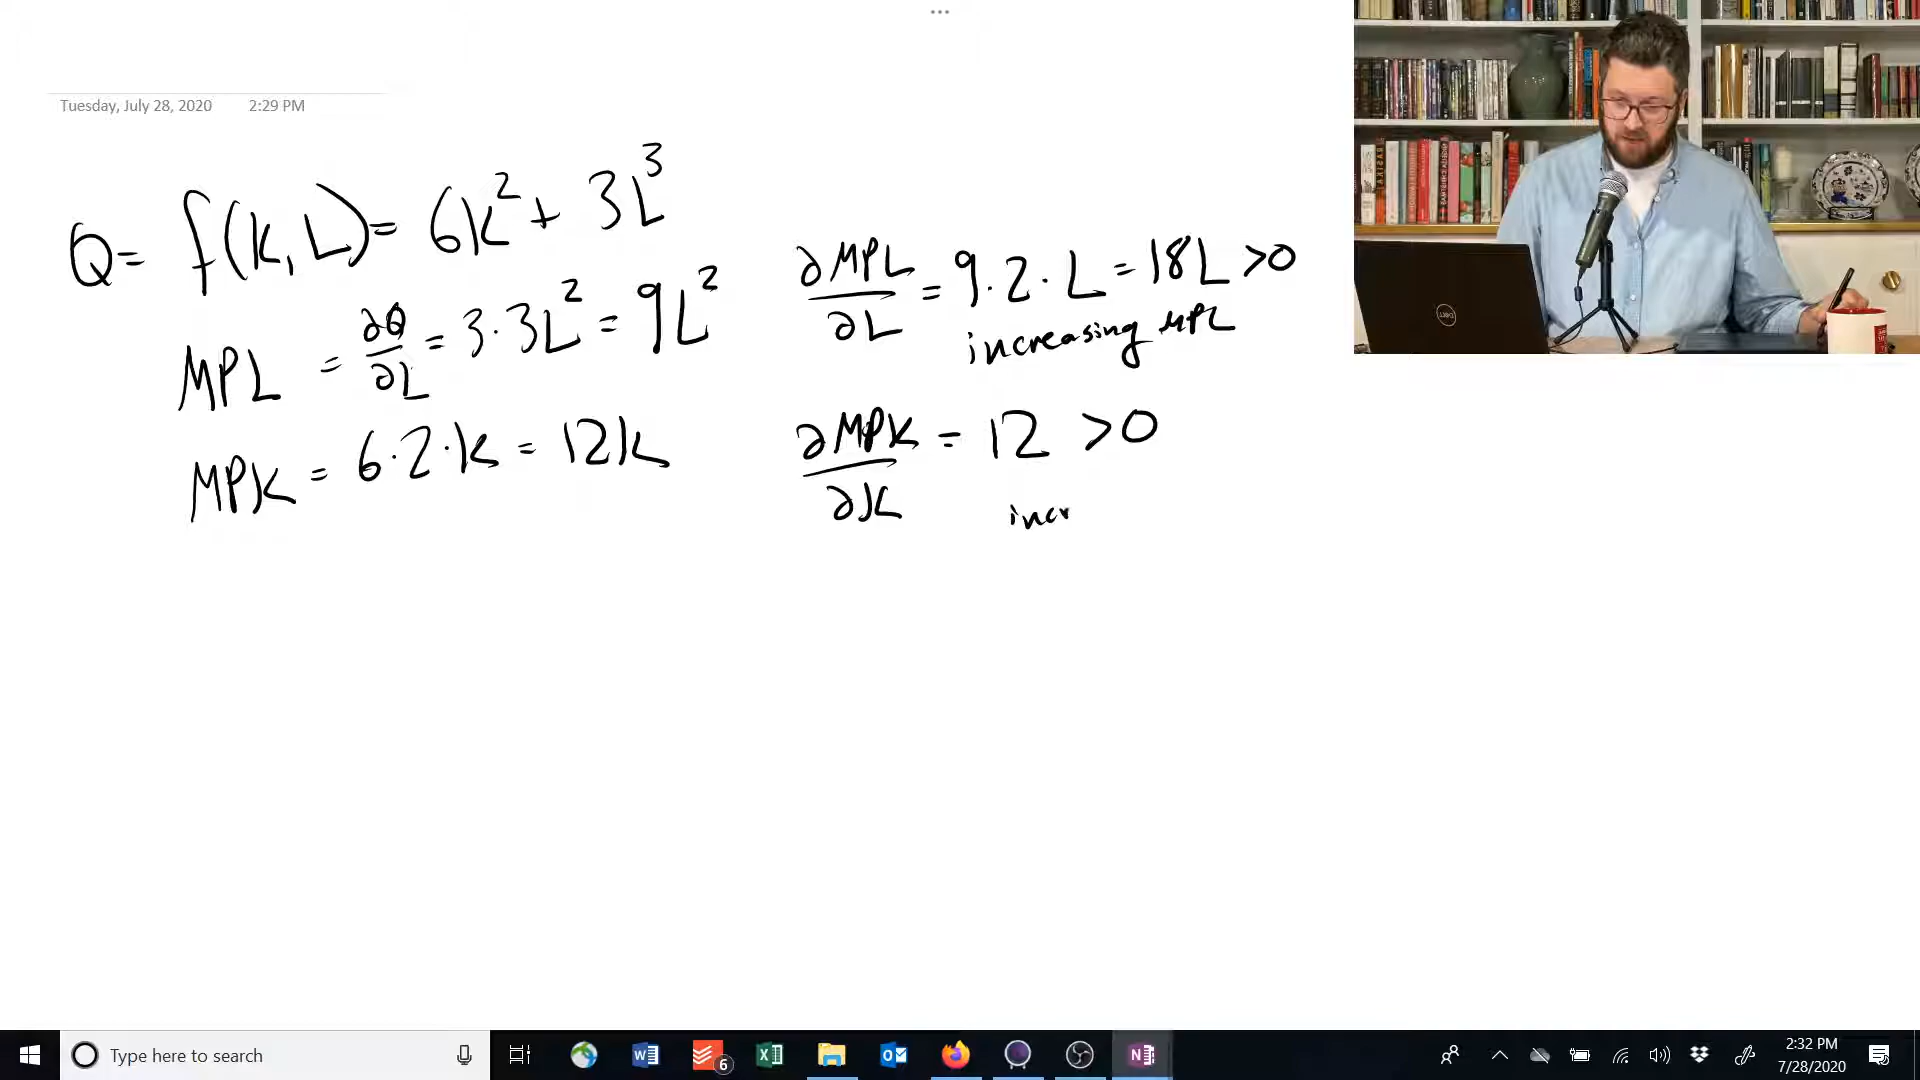 Tuesday, July 28, 2020 2:29 PM
Q= f(K,L)= 6K²+ 3L³
MPL = ∂Q/∂L = 3·3L² = 9L²
MPK = 6·2·K = 12K
∂MPL/∂L = 9·2·L = 18L >0
increasing MPL
∂MPK/∂K = 12 >0
incr
DELL
Type here to search
6
2:32 PM
7/28/2020